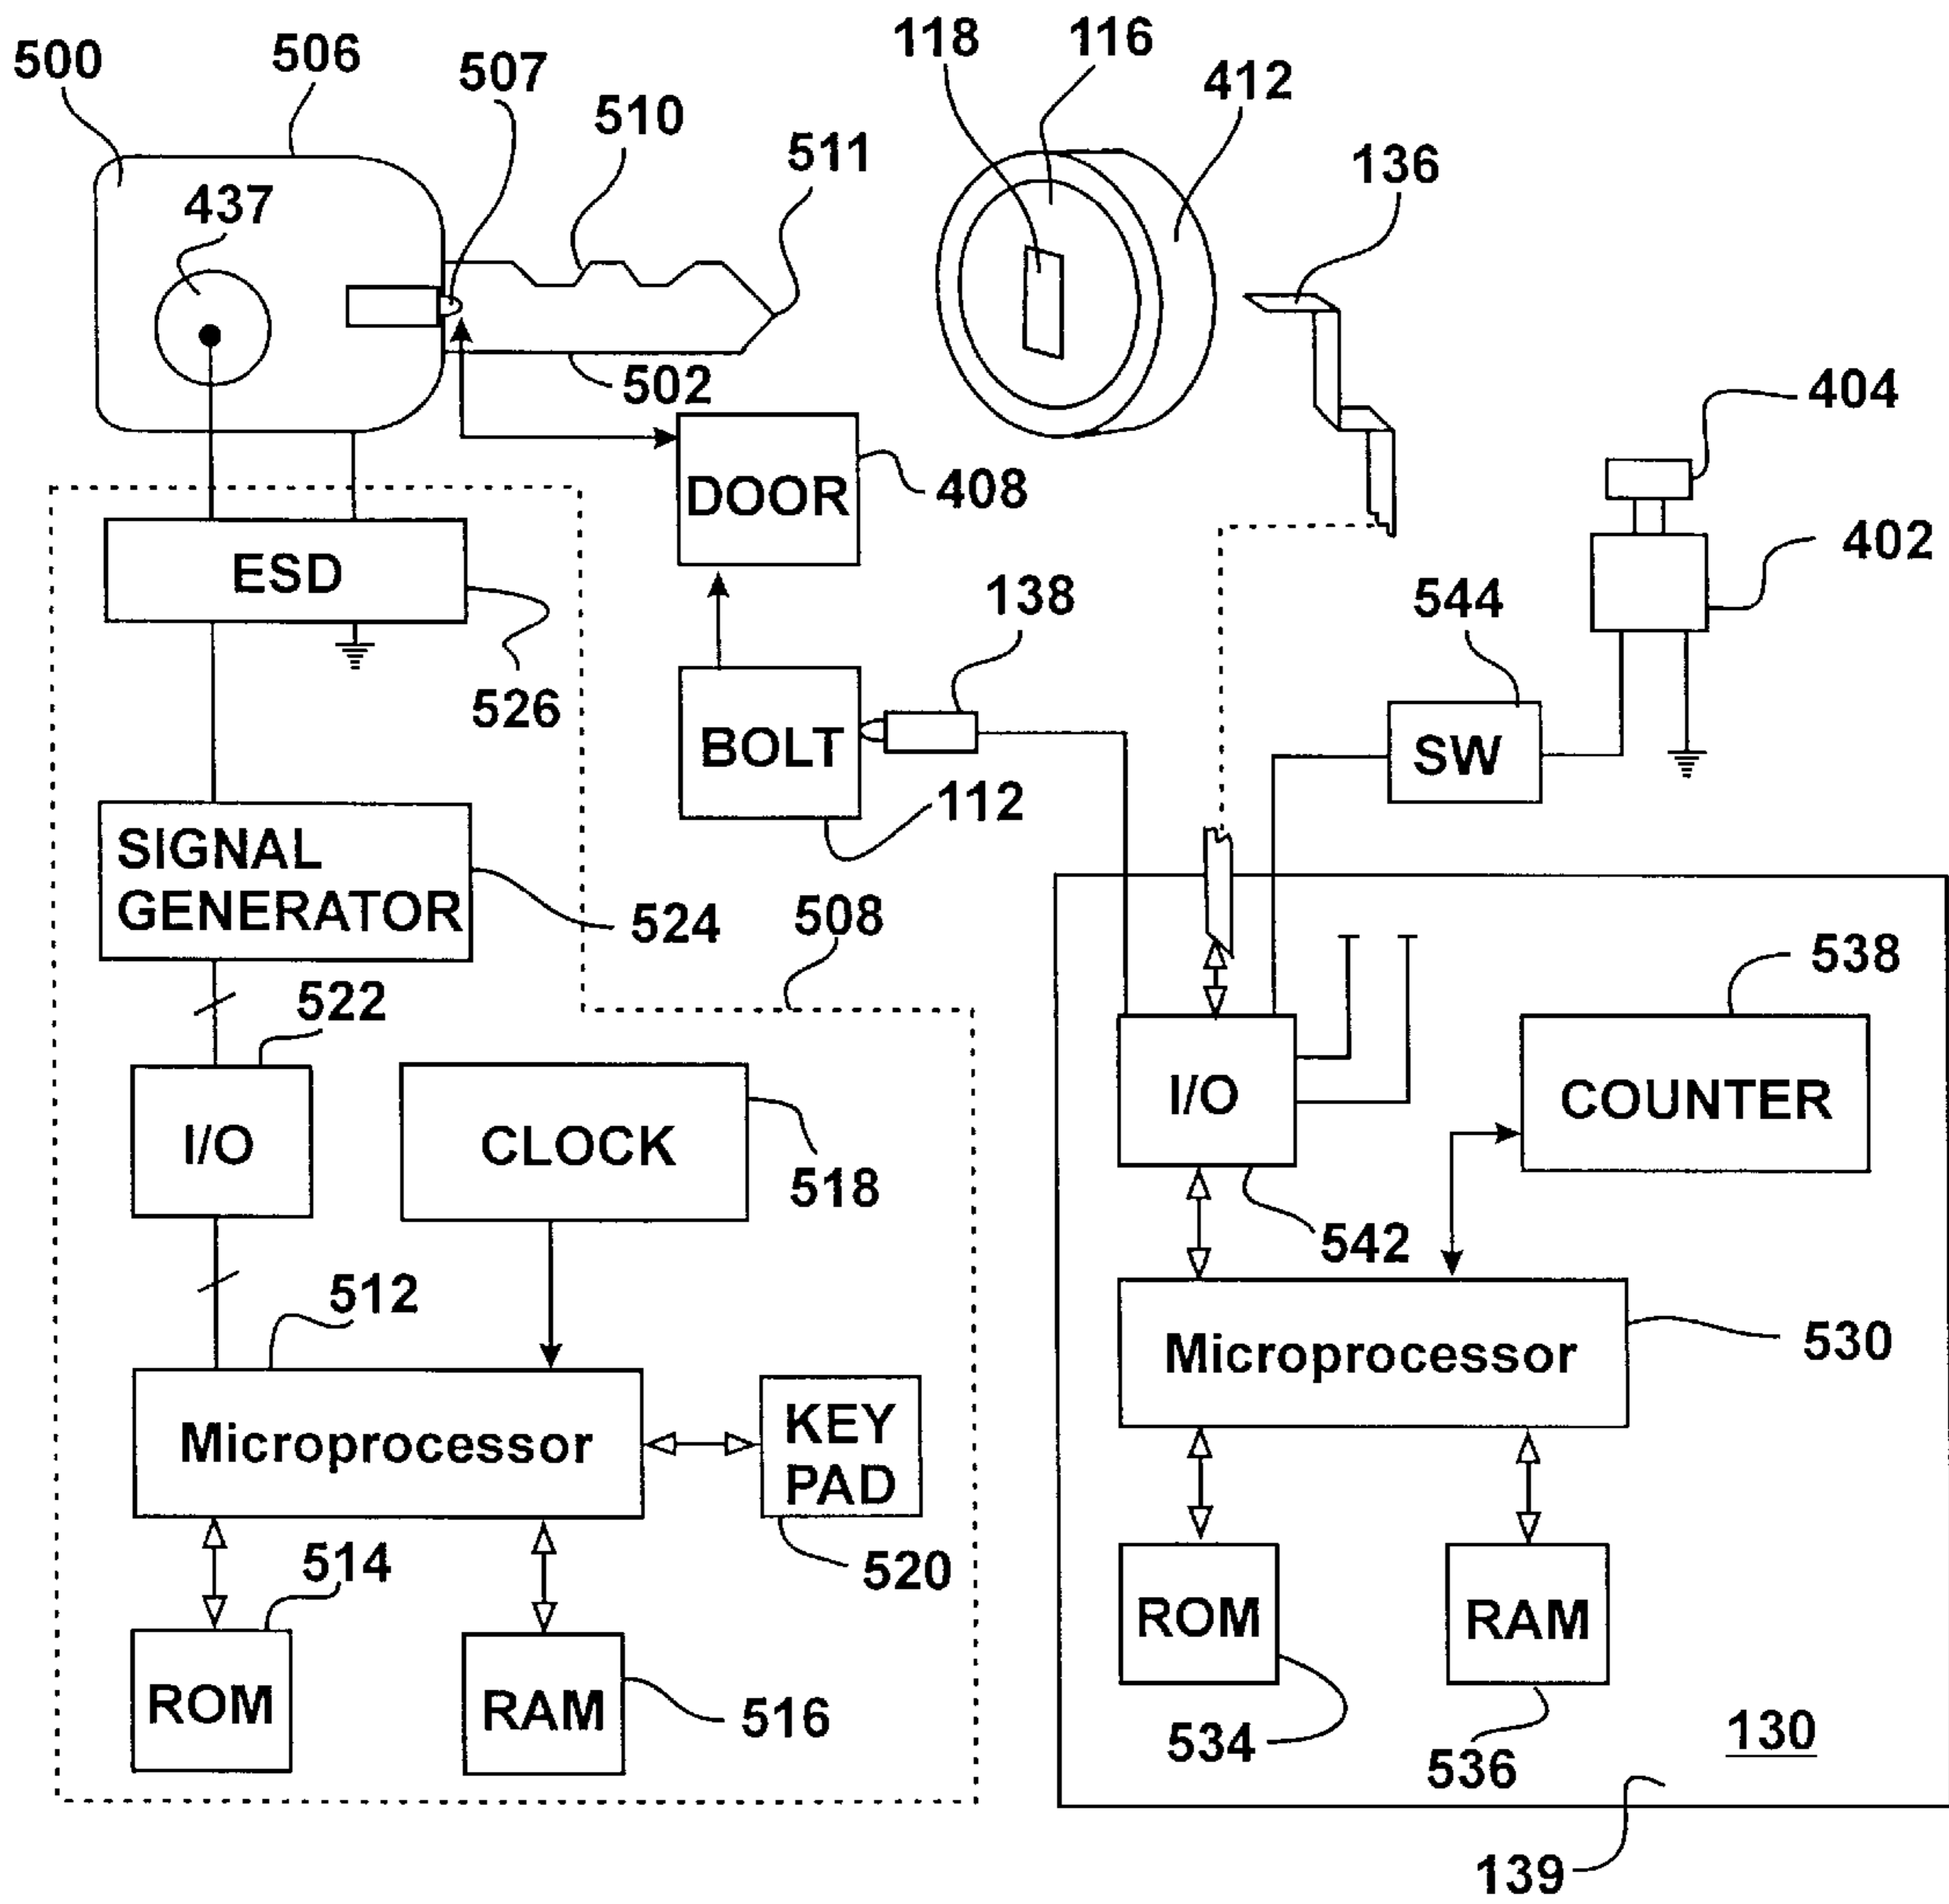 500
506
507
510
511
118
116
412
136
437
502
404
DOOR
408
402
ESD
138
544
526
BOLT
SW
112
SIGNAL
GENERATOR
524
508
538
522
I/O
CLOCK
518
I/O
COUNTER
542
512
530
Microprocessor
Microprocessor
KEY
PAD
520
514
ROM
RAM
516
ROM
RAM
534
536
130
139